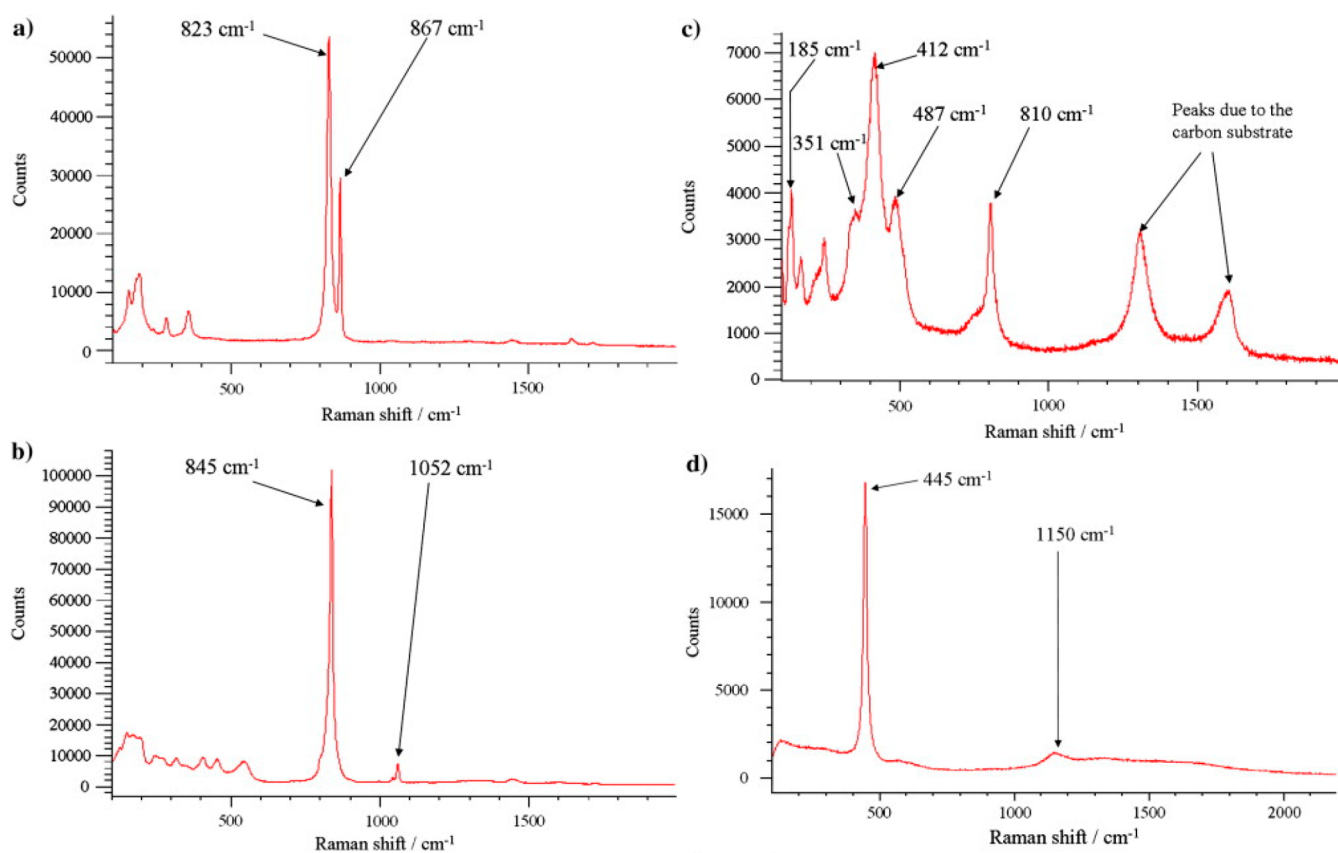 a)
823 cm⁻¹
867 cm⁻¹
50000
40000
30000
20000
10000
0
Counts
500
1000
1500
Raman shift / cm⁻¹
b)
845 cm⁻¹
1052 cm⁻¹
100000
90000
80000
70000
60000
50000
40000
30000
20000
10000
0
Counts
500
1000
1500
Raman shift / cm⁻¹
c)
185 cm⁻¹
412 cm⁻¹
351 cm⁻¹
487 cm⁻¹
810 cm⁻¹
Peaks due to the
carbon substrate
7000
6000
5000
4000
3000
2000
1000
0
Counts
500
1000
1500
Raman shift / cm⁻¹
d)
445 cm⁻¹
1150 cm⁻¹
15000
10000
5000
0
Counts
500
1000
1500
2000
Raman shift / cm⁻¹